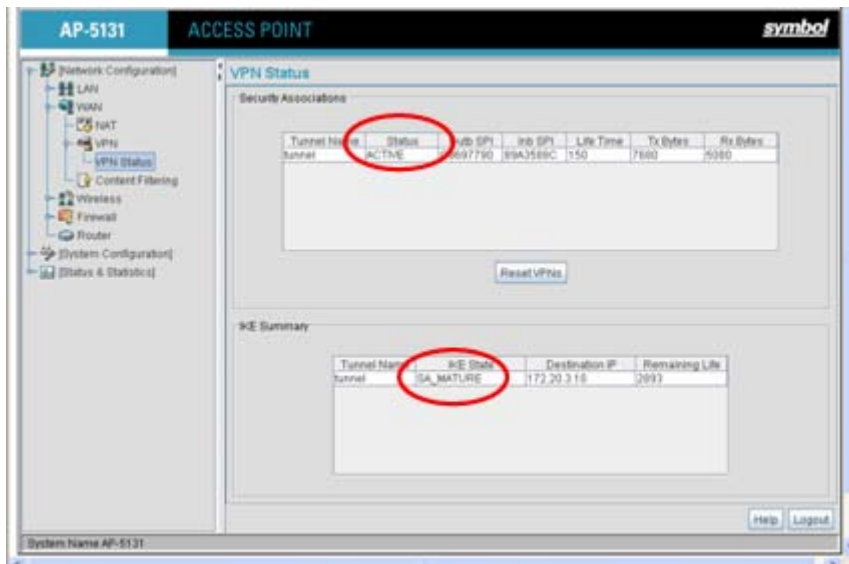 AP-5131 ACCESS POINT symbol
[Network Configuration]
LAN
WAN
NAT
VPN
VPN Status
Content Filtering
Wireless
Firewall
Router
[System Configuration]
[Status & Statistics]
VPN Status
Security Associations
Tunnel Name Status Outb SPI Inb SPI Life Time Tx Bytes Rx Bytes
tunnel ACTIVE 89A3588C 150 7680 5080
Reset VPNs
IKE Summary
Tunnel Name IKE State Destination IP Remaining Life
tunnel SA_MATURE 172.20.3.10 2893
Help Logout
System Name AP-5131